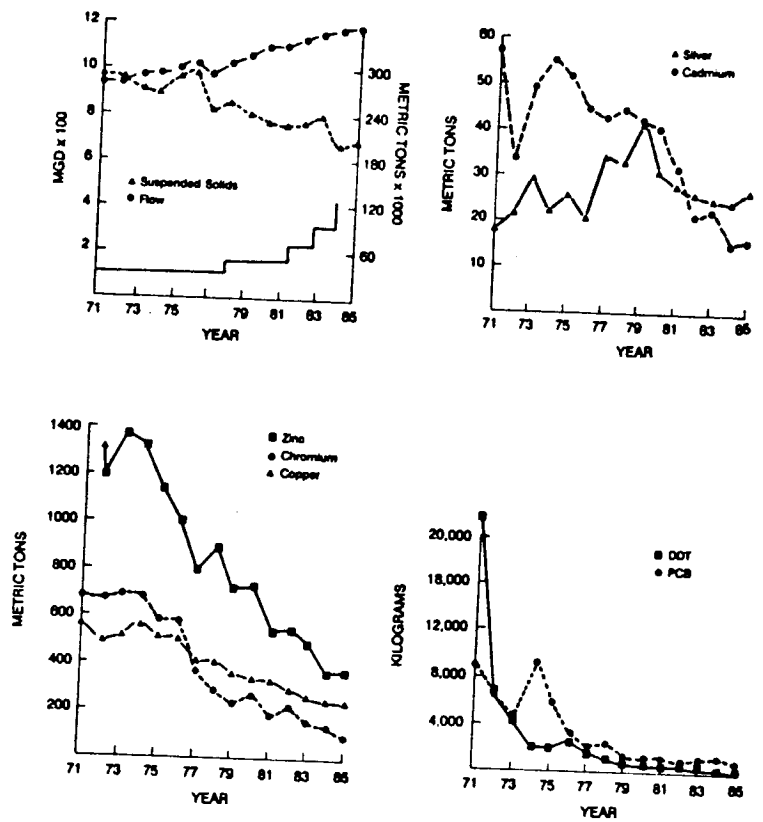 12
10
8
6
4
2
MGD x 100
300
240
180
120
60
METRIC TONS x 1000
Suspended Solids
Flow
71 73 75 77 79 81 83 85
YEAR
60
50
40
30
20
10
METRIC TONS
Silver
Cadmium
71 73 75 77 79 81 83 85
YEAR
1400
1200
1000
800
600
400
200
METRIC TONS
Zinc
Chromium
Copper
71 73 75 77 79 81 83 85
YEAR
20,000
16,000
12,000
8,000
4,000
KILOGRAMS
DDT
PCB
71 73 75 77 79 81 83 85
YEAR